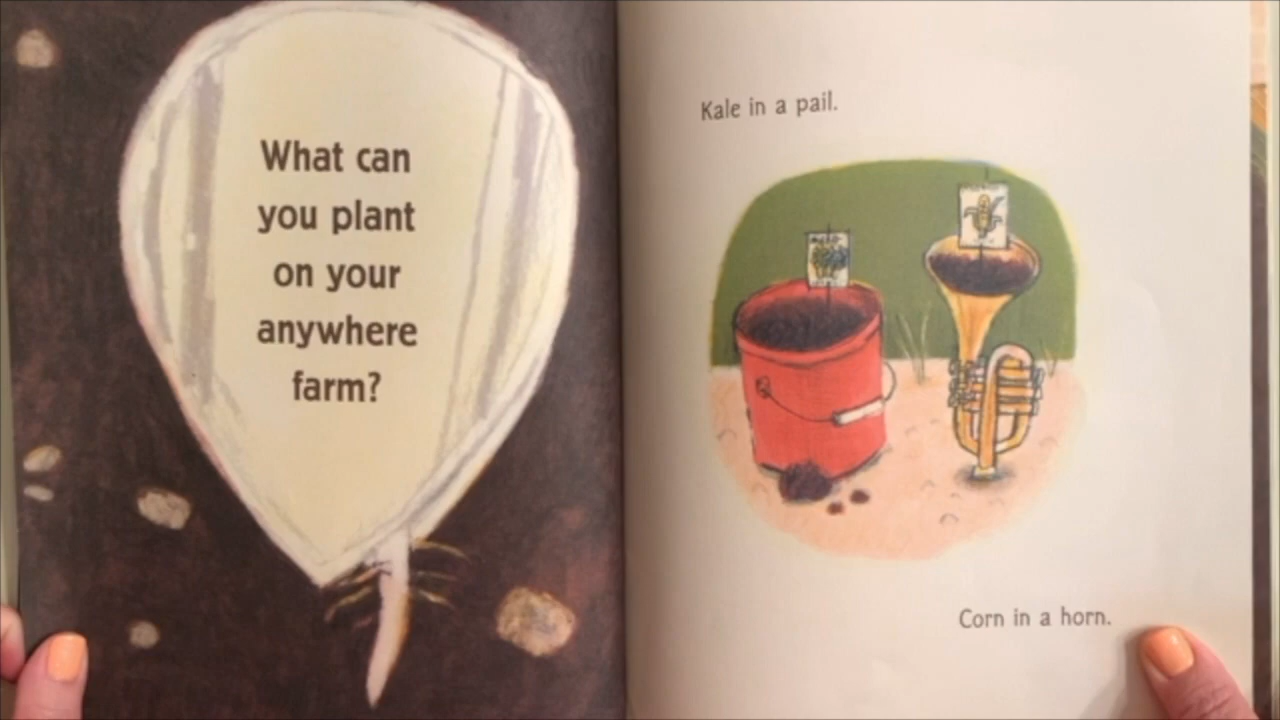 What can
you plant
on your
anywhere
farm?
Kale in a pail.
Corn in a horn.